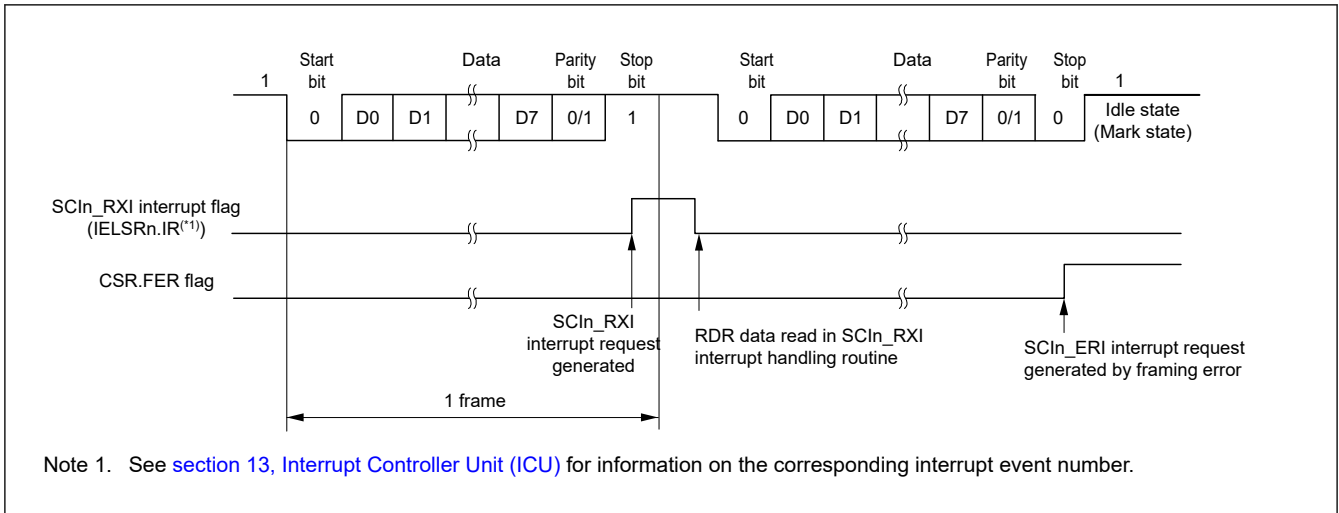 Start bit
Data
Parity bit
Stop bit
Start bit
Data
Parity bit
Stop bit
1
1
0
D0
D1
D7
0/1
1
0
D0
D1
D7
0/1
0
Idle state
(Mark state)
SCIn_RXI interrupt flag
(IELSRn.IR(*1))
CSR.FER flag
SCIn_RXI
interrupt request
generated
RDR data read in SCIn_RXI
interrupt handling routine
SCIn_ERI interrupt request
generated by framing error
1 frame
Note 1. See section 13, Interrupt Controller Unit (ICU) for information on the corresponding interrupt event number.